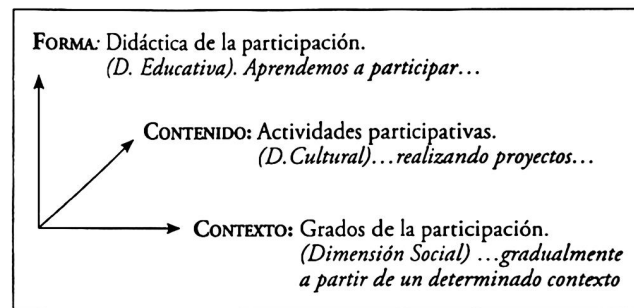 FORMA: Didáctica de la participación.
(D. Educativa). Aprendemos a participar...
CONTENIDO: Actividades participativas.
(D. Cultural)...realizando proyectos...
CONTEXTO: Grados de la participación.
(Dimensión Social) ...gradualmente
a partir de un determinado contexto